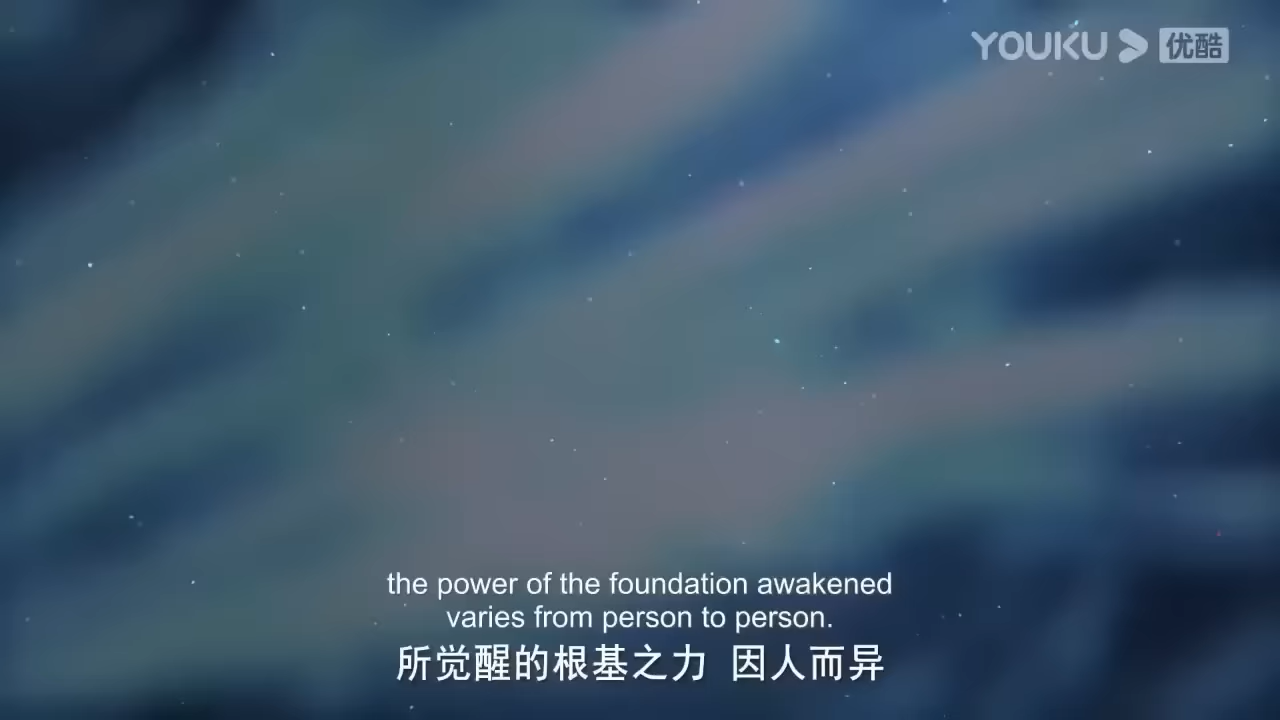 YOUKU 优酷
the power of the foundation awakened
varies from person to person.
所觉醒的根基之力 因人而异